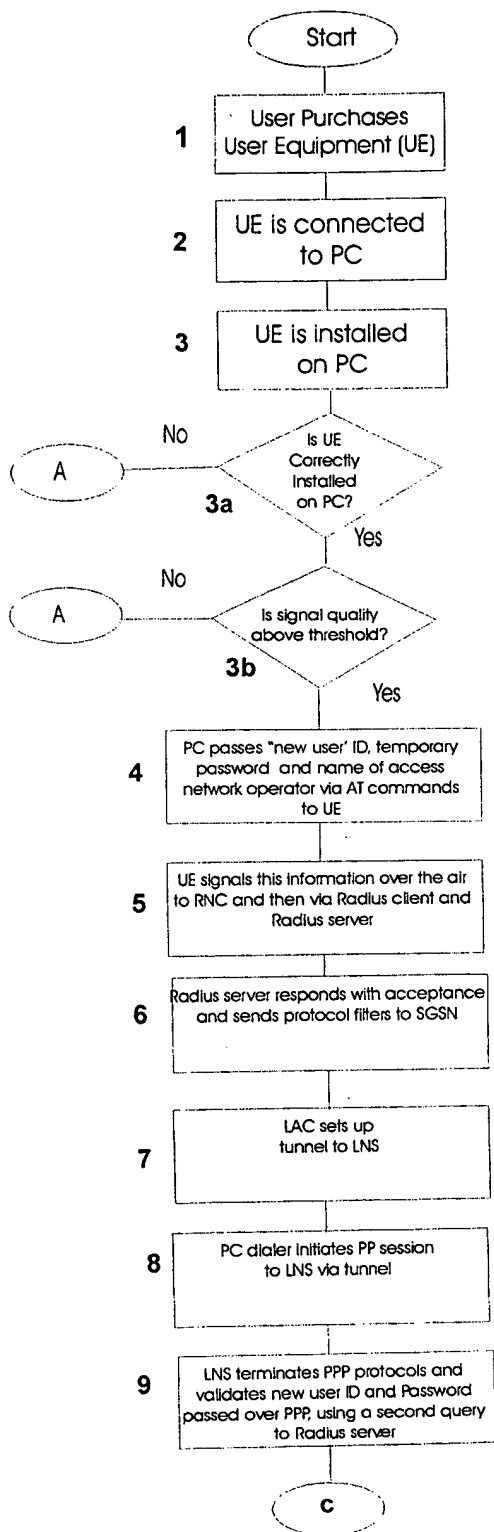 Start
1
User Purchases
User Equipment (UE)
2
UE is connected
to PC
3
UE is installed
on PC
No
A
Is UE
Correctly
Installed
on PC?
3a
Yes
No
A
Is signal quality
above threshold?
3b
Yes
4
PC passes "new user' ID, temporary
password and name of access
network operator via AT commands
to UE
5
UE signals this information over the air
to RNC and then via Radius client and
Radius server
6
Radius server responds with acceptance
and sends protocol filters to SGSN
7
LAC sets up
tunnel to LNS
8
PC dialer initiates PP session
to LNS via tunnel
9
LNS terminates PPP protocols and
validates new user ID and Password
passed over PPP, using a second query
to Radius server
c